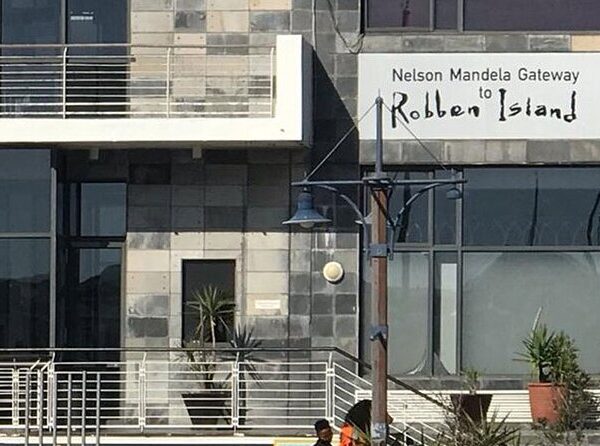 Nelson Mandela Gateway
to
Robben Island